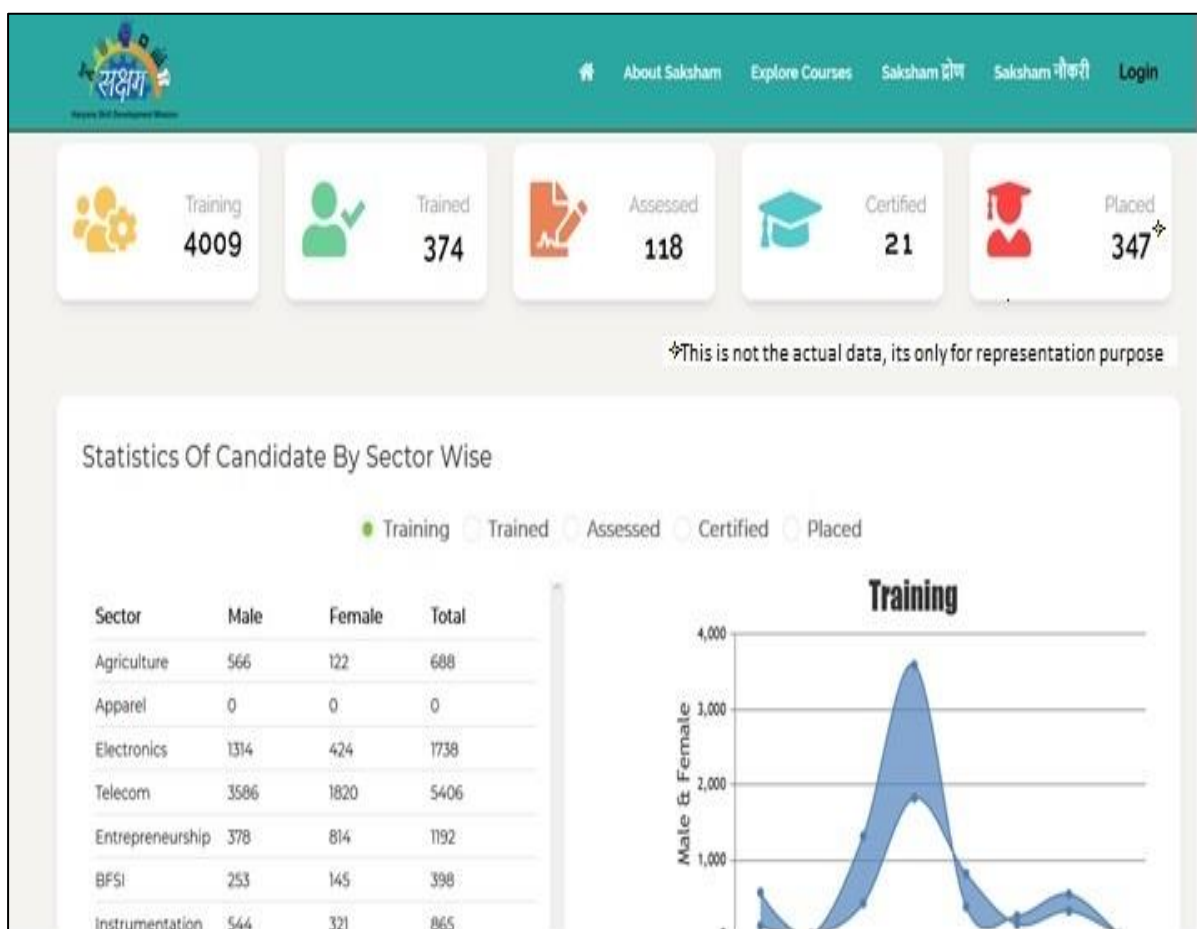 सक्षम
Haryana Skill Development Mission
About Saksham Explore Courses Saksham द्रोण Saksham नौकरी Login
Training Trained Assessed Certified Placed
4009 374 118 21 347✧
✧This is not the actual data, its only for representation purpose
Statistics Of Candidate By Sector Wise
Training Trained Assessed Certified Placed
Sector Male Female Total
Agriculture 566 122 688
Apparel 0 0 0
Electronics 1314 424 1738
Telecom 3586 1820 5406
Entrepreneurship 378 814 1192
BFSI 253 145 398
Instrumentation 544 321 865
Training
Male & Female
4,000
3,000
2,000
1,000